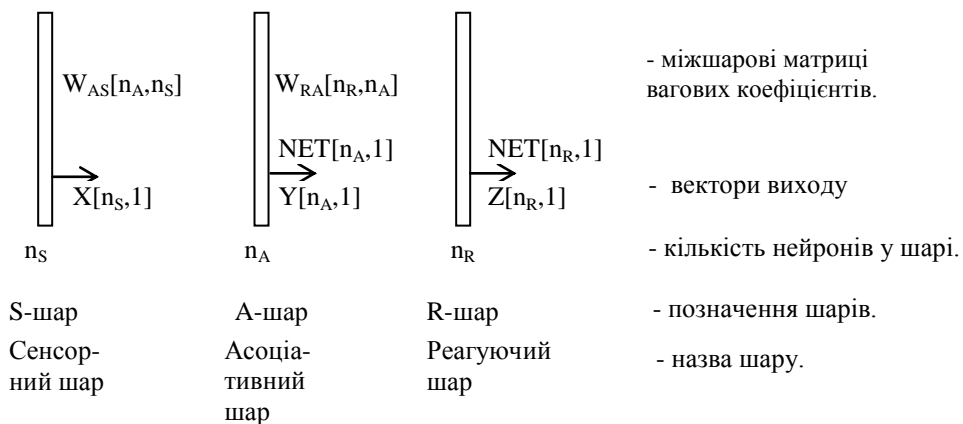 W_AS[n_A,n_S] W_RA[n_R,n_A] - міжшарові матриці
вагових коефіцієнтів.
NET[n_A,1] NET[n_R,1]
X[n_S,1] Y[n_A,1] Z[n_R,1] - вектори виходу
n_S n_A n_R - кількість нейронів у шарі.
S-шар А-шар R-шар - позначення шарів.
Сенсор- Асоціа- Реагуючий - назва шару.
ний шар тивний шар
шар